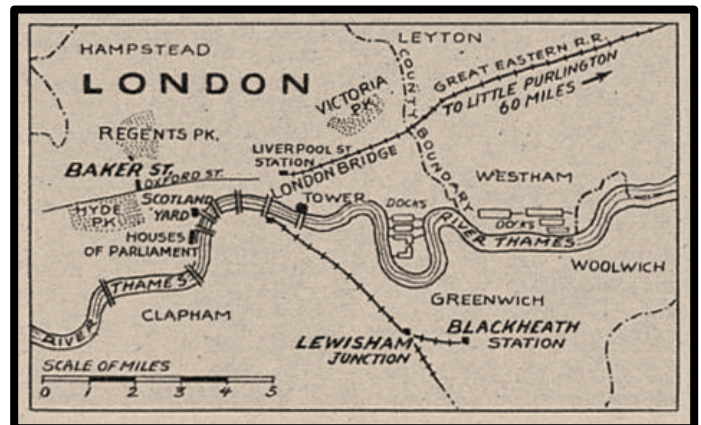 HAMPSTEAD
LEYTON
LONDON
GREAT EASTERN R.R.
TO LITTLE PURLINGTON
60 MILES
COUNTY
BOUNDARY
VICTORIA
PK.
REGENTS PK.
LIVERPOOL ST
STATION
BAKER ST.
OXFORD ST.
LONDON BRIDGE
WESTHAM
HYDE
PK.
SCOTLAND
YARD
TOWER
DOCKS
DOCKS
HOUSES
OF PARLIAMENT
RIVER THAMES
WOOLWICH
THAMES
RIVER
CLAPHAM
GREENWICH
LEWISHAM
JUNCTION
BLACKHEATH
STATION
SCALE OF MILES
0 1 2 3 4 5